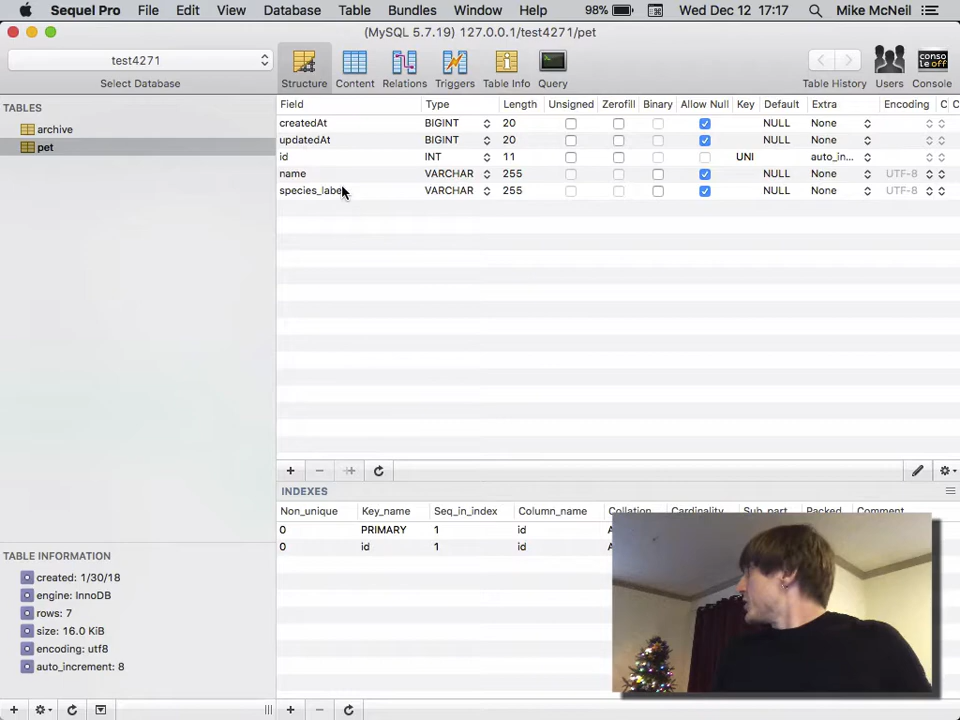 Sequel Pro File Edit View Database Table Bundles Window Help 98% Wed Dec 12 17:17 Mike McNeil
(MySQL 5.7.19) 127.0.0.1/test4271/pet
test4271
Select Database
Structure Content Relations Triggers Table Info Query Table History Users Console
conso
le off
TABLES
archive
pet
Field Type Length Unsigned Zerofill Binary Allow Null Key Default Extra Encoding C C
createdAt BIGINT 20 NULL None
updatedAt BIGINT 20 NULL None
id INT 11 UNI auto_in...
name VARCHAR 255 NULL None UTF-8
species_label VARCHAR 255 NULL None UTF-8
INDEXES
Non_unique Key_name Seq_in_index Column_name Collation Cardinality Sub_part Packed Comment
0 PRIMARY 1 id A
0 id 1 id A
TABLE INFORMATION
created: 1/30/18
engine: InnoDB
rows: 7
size: 16.0 KiB
encoding: utf8
auto_increment: 8